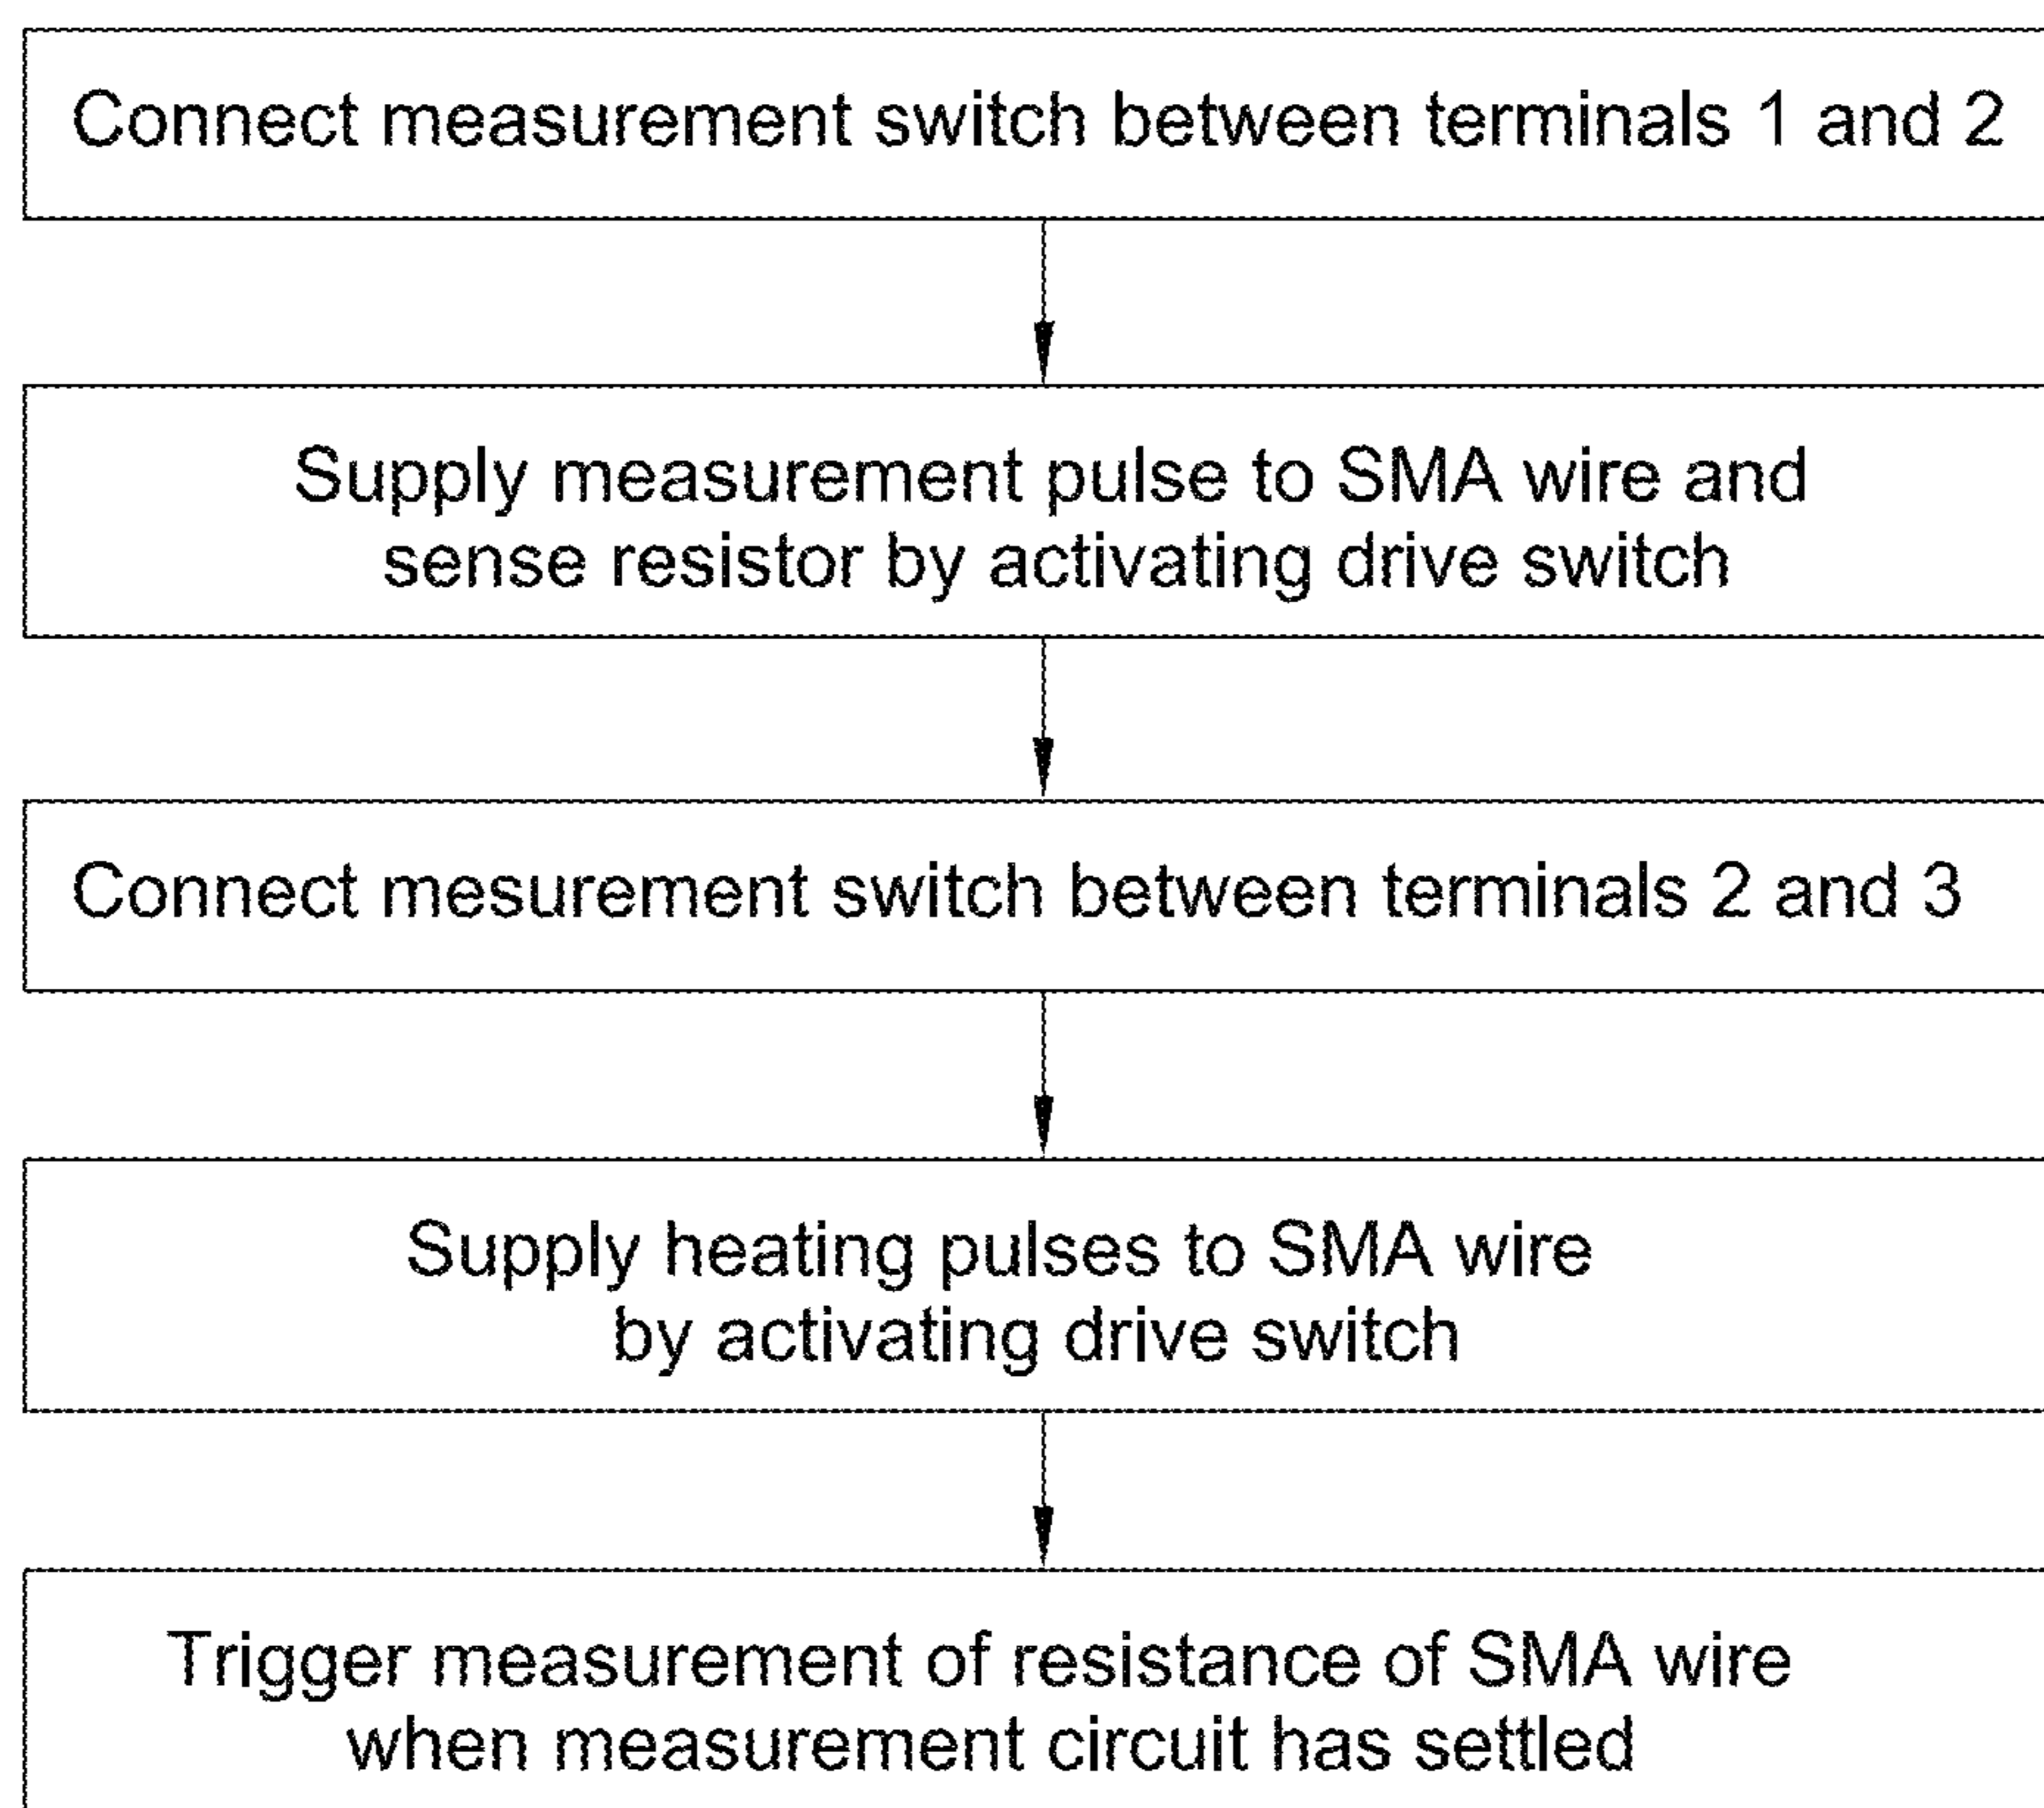 Connect measurement switch between terminals 1 and 2
Supply measurement pulse to SMA wire and
sense resistor by activating drive switch
Connect mesurement switch between terminals 2 and 3
Supply heating pulses to SMA wire
by activating drive switch
Trigger measurement of resistance of SMA wire
when measurement circuit has settled